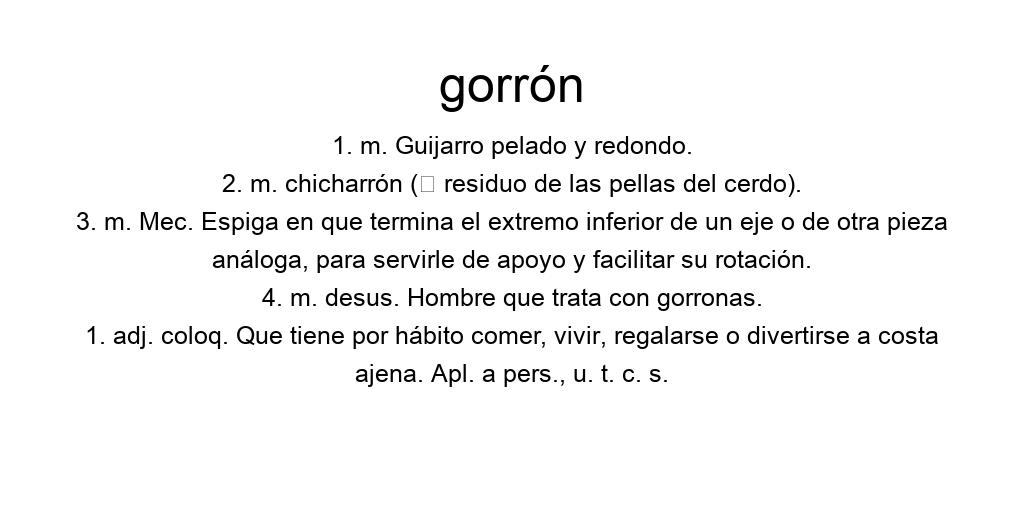 gorrón
1. m. Guijarro pelado y redondo.
2. m. chicharrón (□ residuo de las pellas del cerdo).
3. m. Mec. Espiga en que termina el extremo inferior de un eje o de otra pieza
análoga, para servirle de apoyo y facilitar su rotación.
4. m. desus. Hombre que trata con gorronas.
1. adj. coloq. Que tiene por hábito comer, vivir, regalarse o divertirse a costa
ajena. Apl. a pers., u. t. c. s.